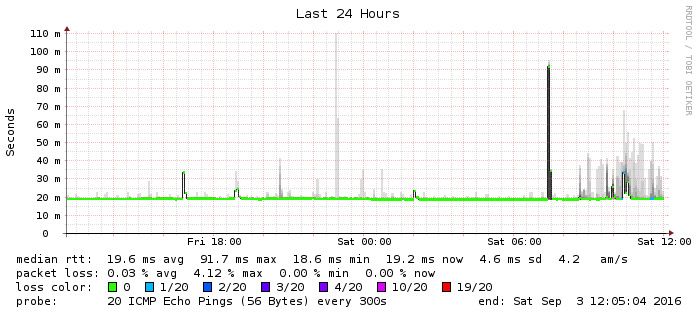 Last 24 Hours
RRDTOOL / TOBI OETIKER
Seconds
110 m
100 m
90 m
80 m
70 m
60 m
50 m
40 m
30 m
20 m
10 m
0
Fri 18:00 Sat 00:00 Sat 06:00 Sat 12:00
median rtt: 19.6 ms avg 91.7 ms max 18.6 ms min 19.2 ms now 4.6 ms sd 4.2 am/s
packet loss: 0.03 % avg 4.12 % max 0.00 % min 0.00 % now
loss color: 0 1/20 2/20 3/20 4/20 10/20 19/20
probe: 20 ICMP Echo Pings (56 Bytes) every 300s end: Sat Sep 3 12:05:04 2016